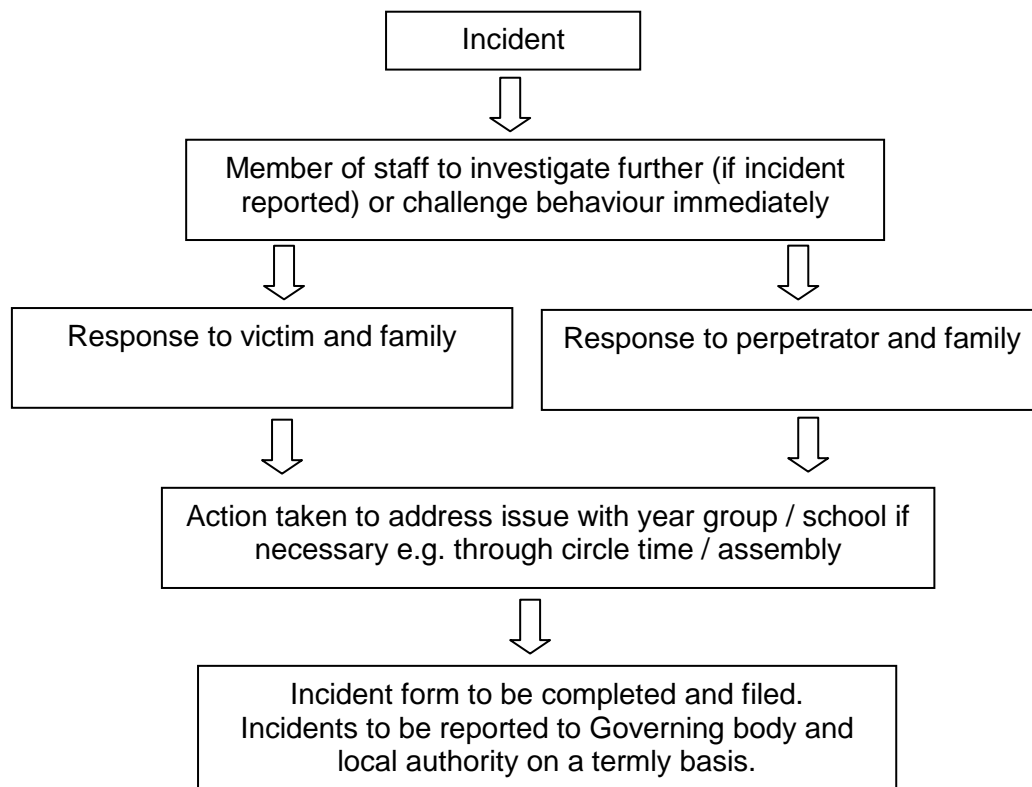 Incident
Member of staff to investigate further (if incident
reported) or challenge behaviour immediately
Response to victim and family
Response to perpetrator and family
Action taken to address issue with year group / school if
necessary e.g. through circle time / assembly
Incident form to be completed and filed.
Incidents to be reported to Governing body and
local authority on a termly basis.